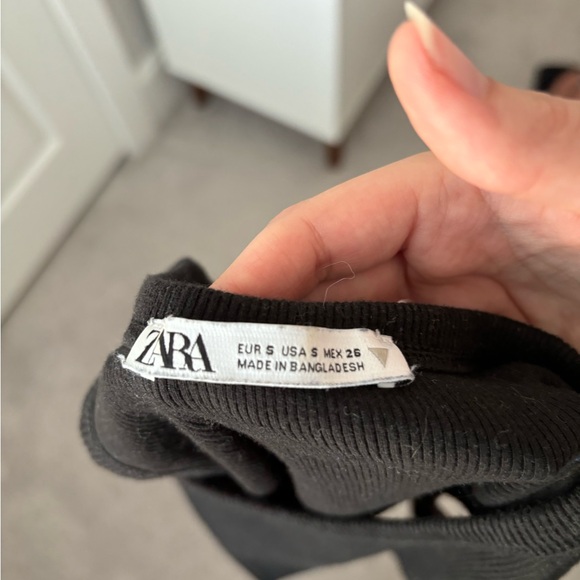 ZARA
EUR S USA S MEX 26
MADE IN BANGLADESH